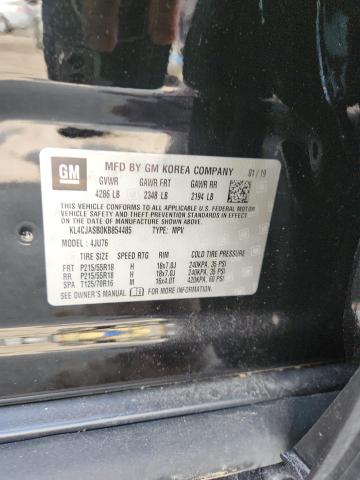 GM
MFD BY GM KOREA COMPANY 01/19
GVWR GAWR FRT GAWR RR
4286 LB 2348 LB 2194 LB
THIS VEHICLE CONFORMS TO ALL APPLICABLE U.S. FEDERAL
MOTOR VEHICLE SAFETY, BUMPER, AND THEFT PREVENTION STANDARDS
IN EFFECT ON THE DATE OF MANUFACTURE SHOWN ABOVE.
KL4CJASB0KB854485 TYPE: MPV
MODEL: 4JU76
TIRE SIZE SPEED RTG RIM COLD TIRE PRESSURE
FRT P215/55R18 H 18x7.0J 240KPA, 35 PSI
RR P215/55R18 H 18x7.0J 240KPA, 35 PSI
SPA T125/70R16 M 16x4.0T 420KPA, 60 PSI
SEE OWNER'S MANUAL FOR ADDITIONAL INFORMATION